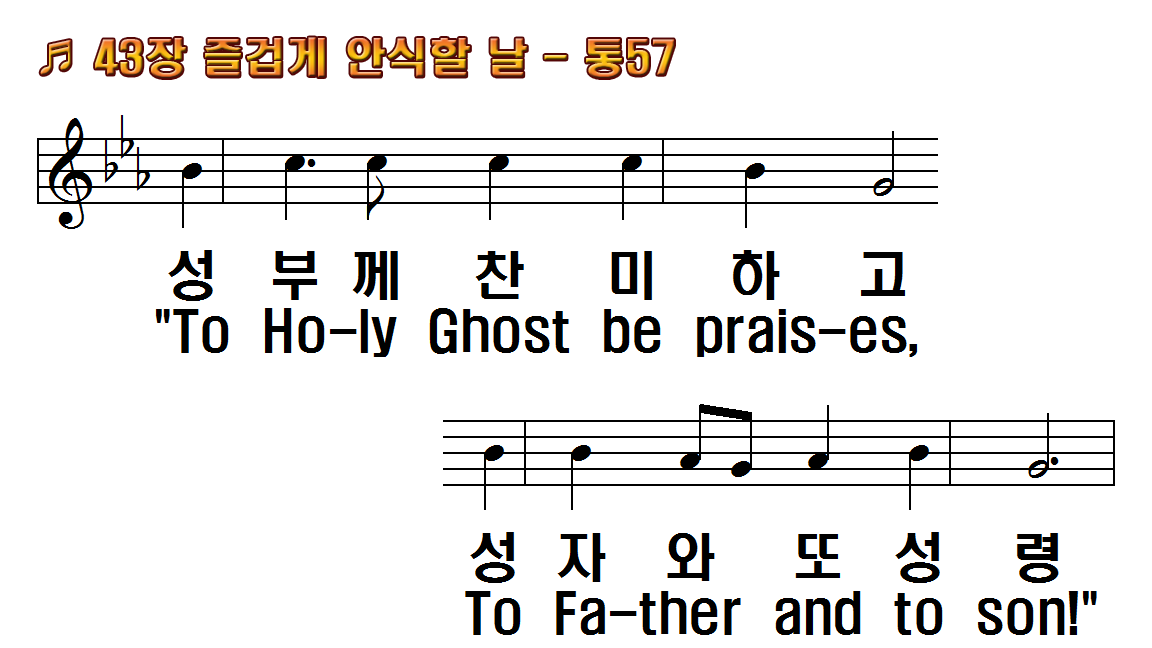 ♬ 43장 즐겁게 안식할 날 - 통57
성 부 께 찬 미 하 고
"To Ho-ly Ghost be prais-es,
성 자 와 또 성 령
To Fa-ther and to son!"